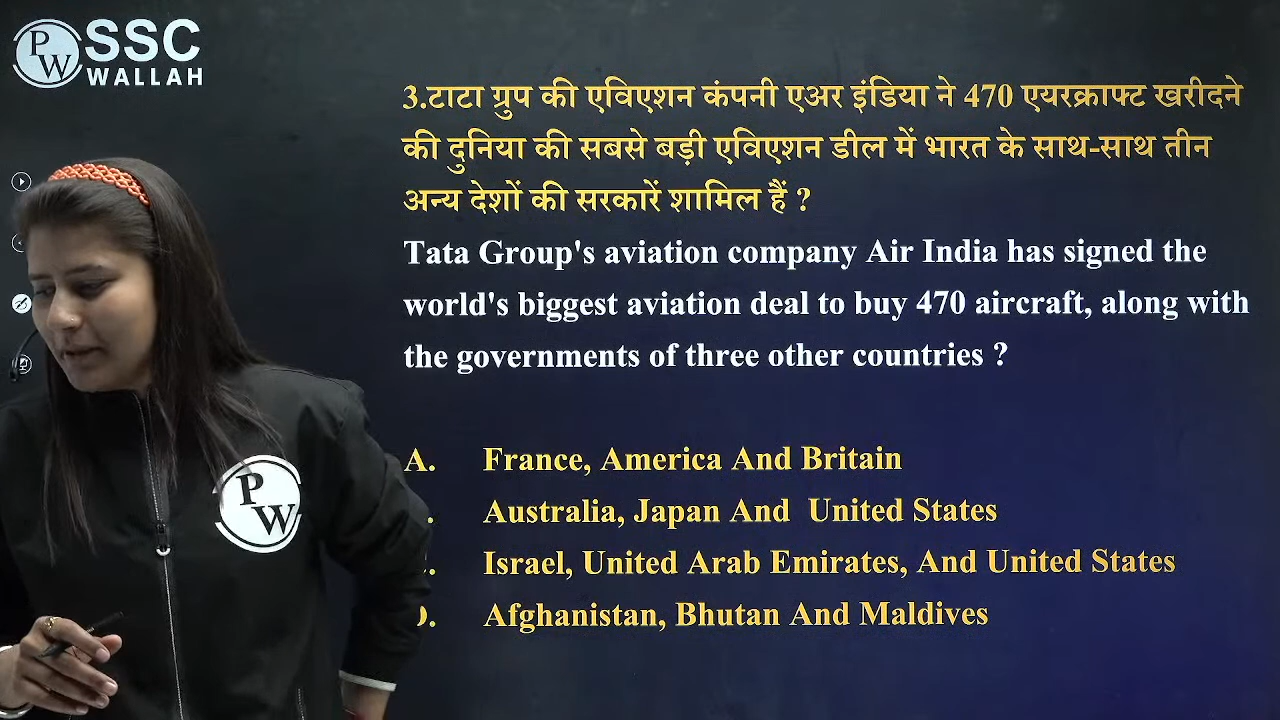 SSC
WALLAH
PW
3.टाटा ग्रुप की एविएशन कंपनी एअर इंडिया ने 470 एयरक्राफ्ट खरीदने
की दुनिया की सबसे बड़ी एविएशन डील में भारत के साथ-साथ तीन
अन्य देशों की सरकारें शामिल हैं ?
Tata Group's aviation company Air India has signed the
world's biggest aviation deal to buy 470 aircraft, along with
the governments of three other countries ?
A. France, America And Britain
. Australia, Japan And United States
. Israel, United Arab Emirates, And United States
D. Afghanistan, Bhutan And Maldives
PW